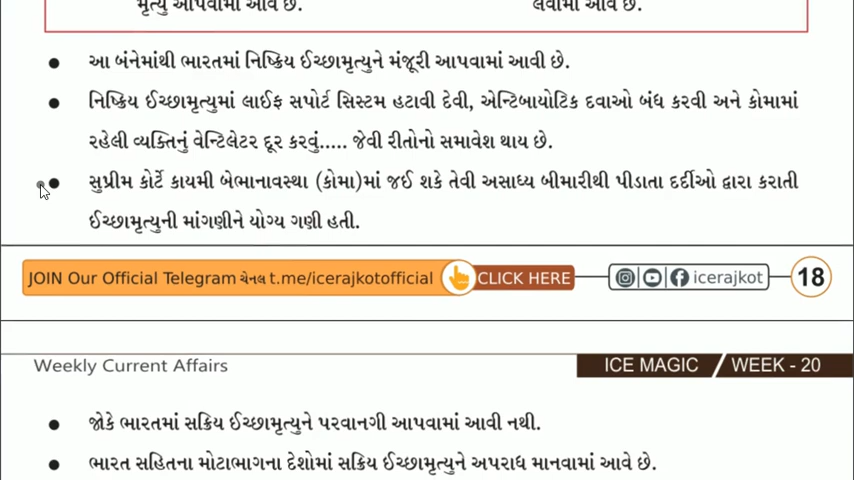 મૃત્યુ આપવામાં આવે છે.
લેવામાં આવે છે.
● આ બંનેમાંથી ભારતમાં નિષ્ક્રિય ઈચ્છામૃત્યુને મંજૂરી આપવામાં આવી છે.
● નિષ્ક્રિય ઈચ્છામૃત્યુમાં લાઈફ સપોર્ટ સિસ્ટમ હટાવી દેવી, એન્ટિબાયોટિક દવાઓ બંધ કરવી અને કોમામાં
રહેલી વ્યક્તિનું વેન્ટિલેટર દૂર કરવું..... જેવી રીતોનો સમાવેશ થાય છે.
● સુપ્રીમ કોર્ટે કાયમી બેભાનાવસ્થા (કોમા)માં જઈ શકે તેવી અસાધ્ય બીમારીથી પીડાતા દર્દીઓ દ્વારા કરાતી
ઈચ્છામૃત્યુની માંગણીને યોગ્ય ગણી હતી.
JOIN Our Official Telegram ચેનલ t.me/icerajkotofficial CLICK HERE icerajkot 18
Weekly Current Affairs ICE MAGIC / WEEK - 20
● જોકે ભારતમાં સક્રિય ઈચ્છામૃત્યુને પરવાનગી આપવામાં આવી નથી.
● ભારત સહિતના મોટાભાગના દેશોમાં સક્રિય ઈચ્છામૃત્યુને અપરાધ માનવામાં આવે છે.